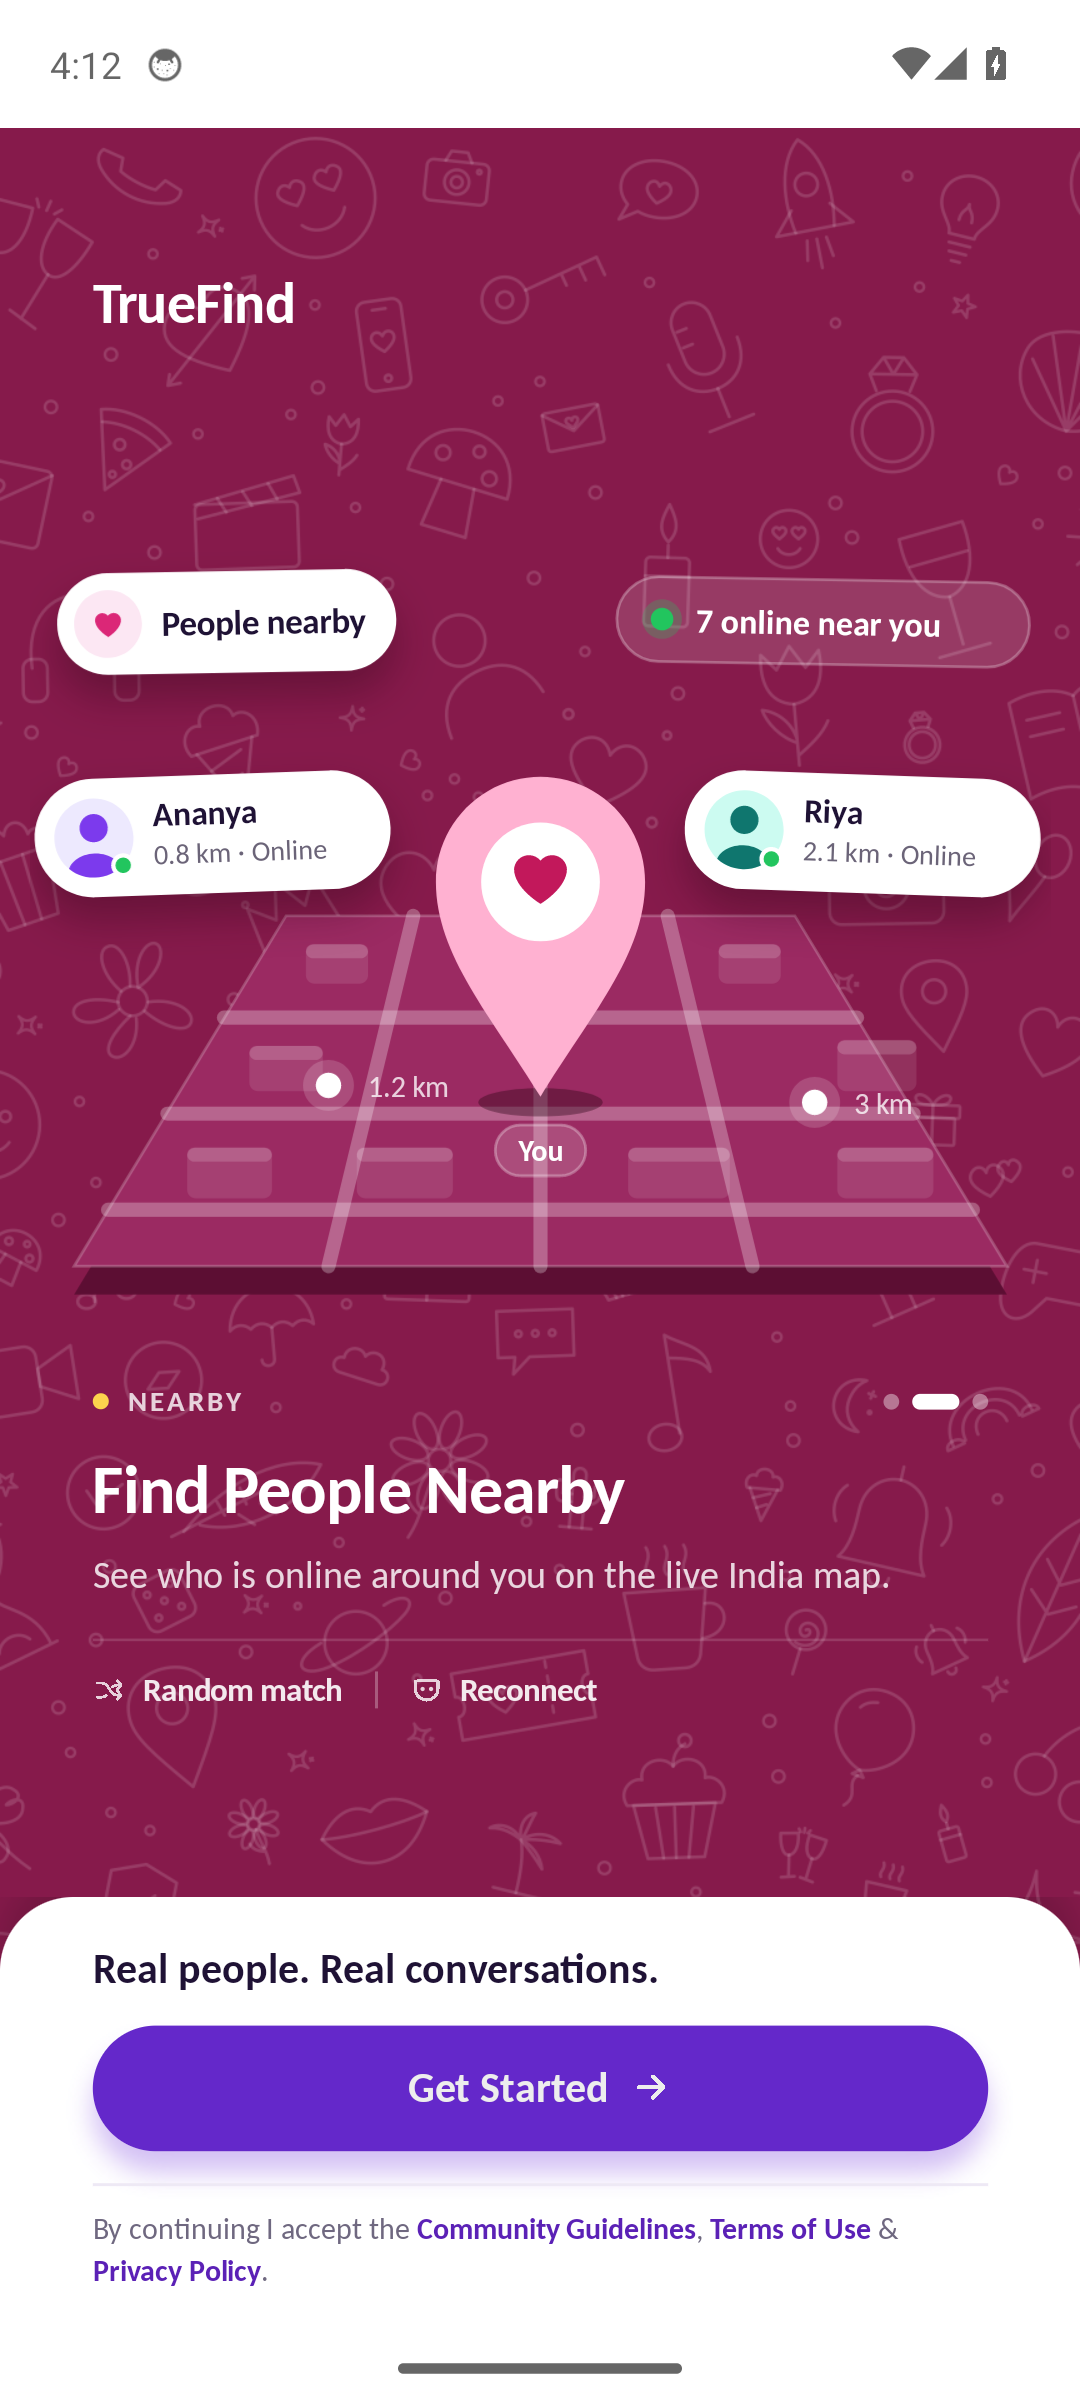 4:12
TrueFind
People nearby
7 online near you
Ananya
0.8 km · Online
Riya
2.1 km · Online
1.2 km
3 km
You
NEARBY
Find People Nearby
See who is online around you on the live India map.
Random match
Reconnect
Real people. Real conversations.
Get Started →
By continuing I accept the Community Guidelines, Terms of Use &
Privacy Policy.